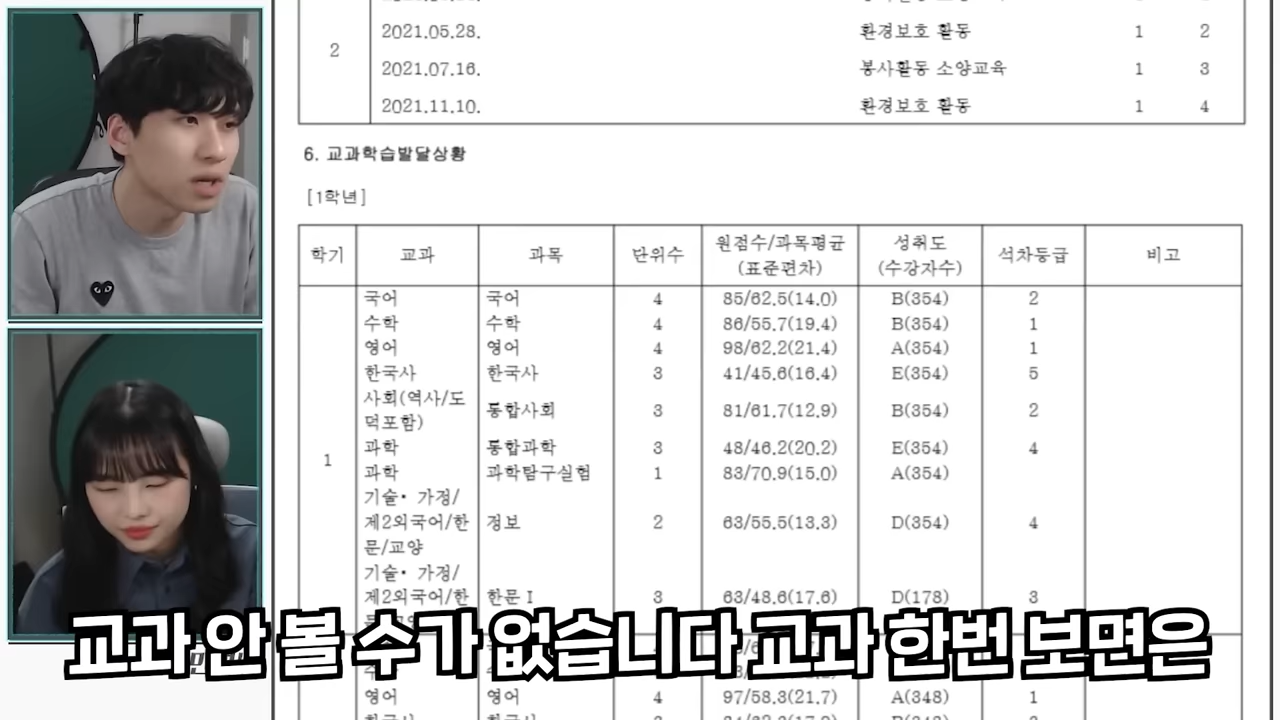 2 2021.05.28. 환경보호 활동 1 2
2021.07.16. 봉사활동 소양교육 1 3
2021.11.10. 환경보호 활동 1 4
6. 교과학습발달상황
[1학년]
학기 교과 과목 단위수 원점수/과목평균 (표준편차) 성취도 (수강자수) 석차등급 비고
1
국어 국어 4 85/62.5(14.0) B(354) 2
수학 수학 4 86/55.7(19.4) B(354) 1
영어 영어 4 98/62.2(21.4) A(354) 1
한국사 한국사 3 41/45.6(16.4) E(354) 5
사회(역사/도덕포함) 통합사회 3 81/61.7(12.9) B(354) 2
과학 통합과학 3 48/46.2(20.2) E(354) 4
과학 과학탐구실험 1 83/70.9(15.0) A(354)
기술· 가정/
제2외국어/한 정보 2 63/55.5(13.3) D(354) 4
문/교양
기술· 가정/
제2외국어/한 한문 I 3 63/48.6(17.6) D(178) 3
교과 안 볼 수가 없습니다 교과 한번 보면은
영어 영어 4 97/58.3(21.7) A(348) 1